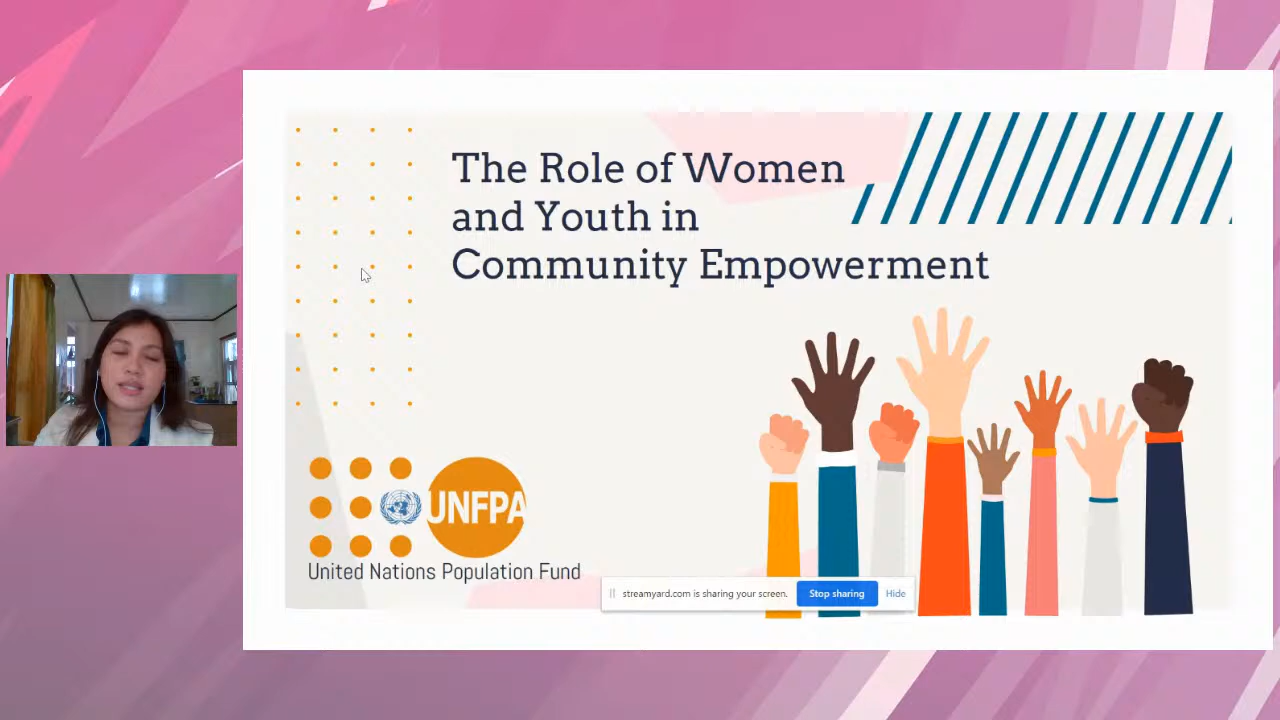 The Role of Women
and Youth in
Community Empowerment
UNFPA
United Nations Population Fund
streamyard.com is sharing your screen.
Stop sharing
Hide